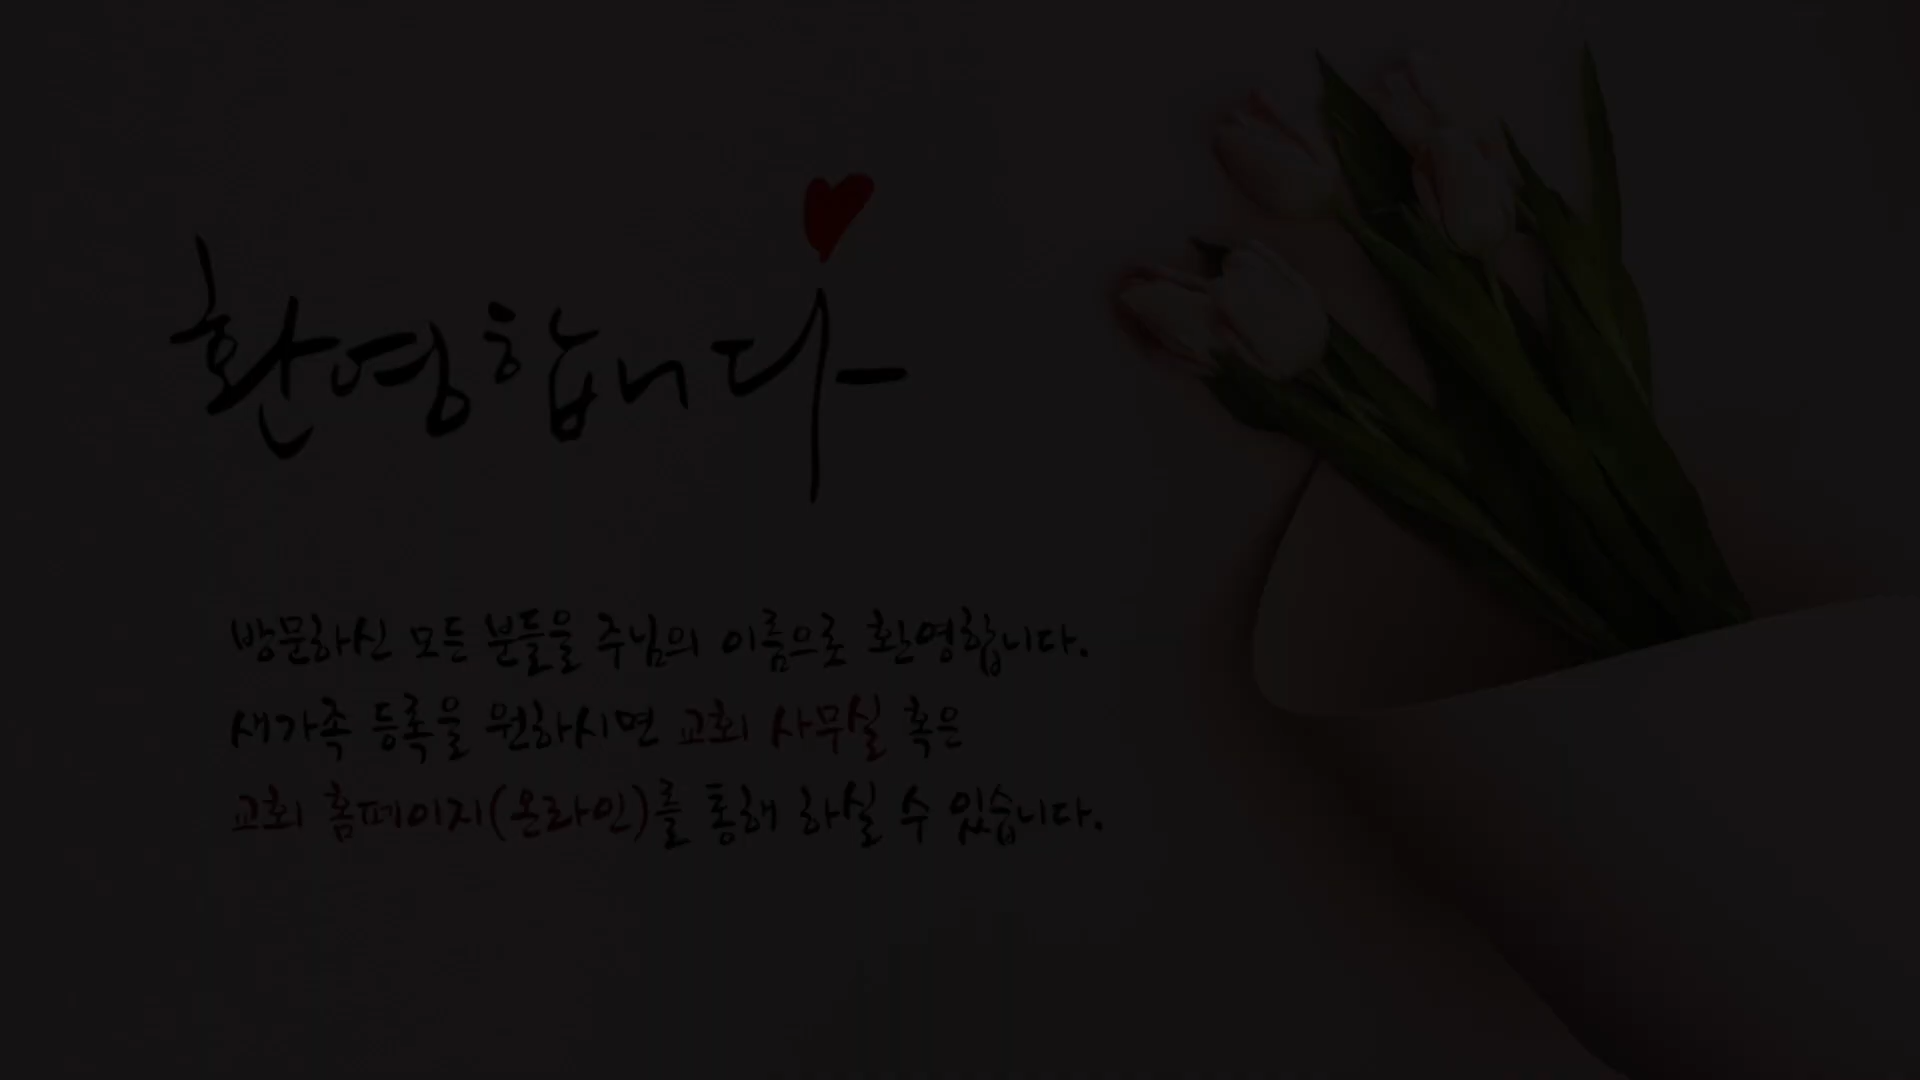 환영합니다
방문하신 모든 분들을 주님의 이름으로 환영합니다.
새가족 등록을 원하시면 교회 사무실 혹은
교회 홈페이지(온라인)를 통해 하실 수 있습니다.